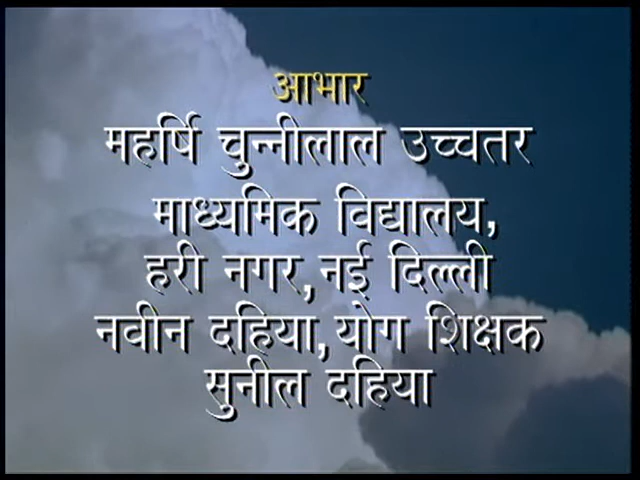 आभार
महर्षि चुन्नीलाल उच्चतर
माध्यमिक विद्यालय,
हरी नगर, नई दिल्ली
नवीन दहिया, योग शिक्षक
सुनील दहिया